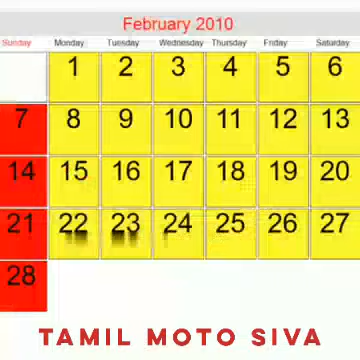 February 2010
Sunday Monday Tuesday Wednesday Thursday Friday Saturday
1 2 3 4 5 6
7 8 9 10 11 12 13
14 15 16 17 18 19 20
21 22 23 24 25 26 27
28
TAMIL MOTO SIVA